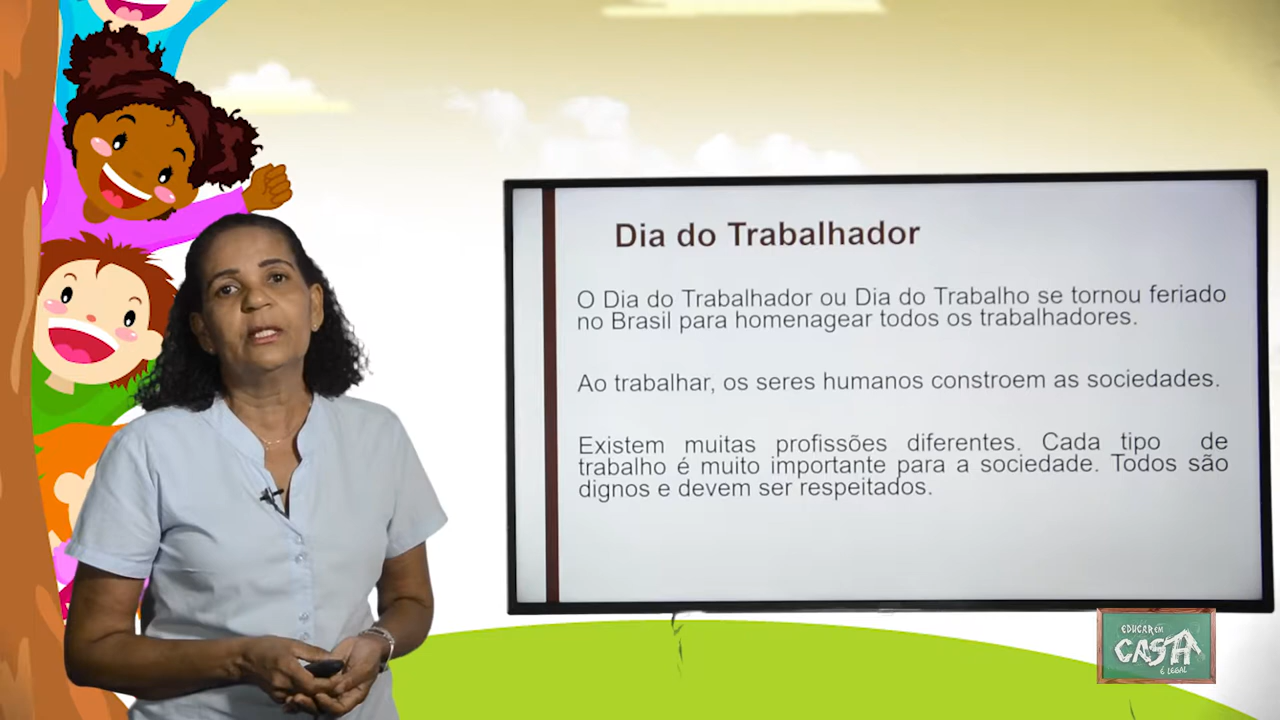 Dia do Trabalhador
O Dia do Trabalhador ou Dia do Trabalho se tornou feriado
no Brasil para homenagear todos os trabalhadores.
Ao trabalhar, os seres humanos constroem as sociedades.
Existem muitas profissões diferentes. Cada tipo de
trabalho é muito importante para a sociedade. Todos são
dignos e devem ser respeitados.
EDUCAR EM
CASA
É LEGAL